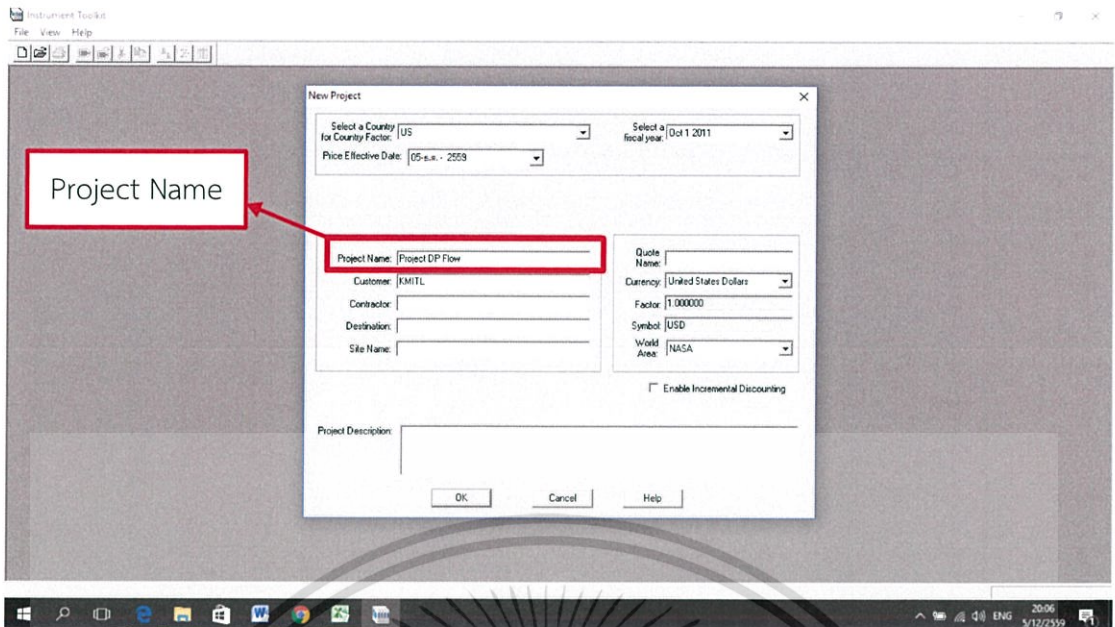 Instrument Toolkit
File View Help
New Project
Select a Country for Country Factor: US
Select a fiscal year: Oct 1 2011
Price Effective Date: 05-ธ.ค. - 2559
Project Name
Project Name: Project DP Flow
Quote Name:
Customer: KMITL
Currency: United States Dollars
Contractor:
Factor: 1.000000
Destination:
Symbol: USD
Site Name:
World Area: NASA
Enable Incremental Discounting
Project Description:
OK Cancel Help
ENG 20:06
5/12/2559